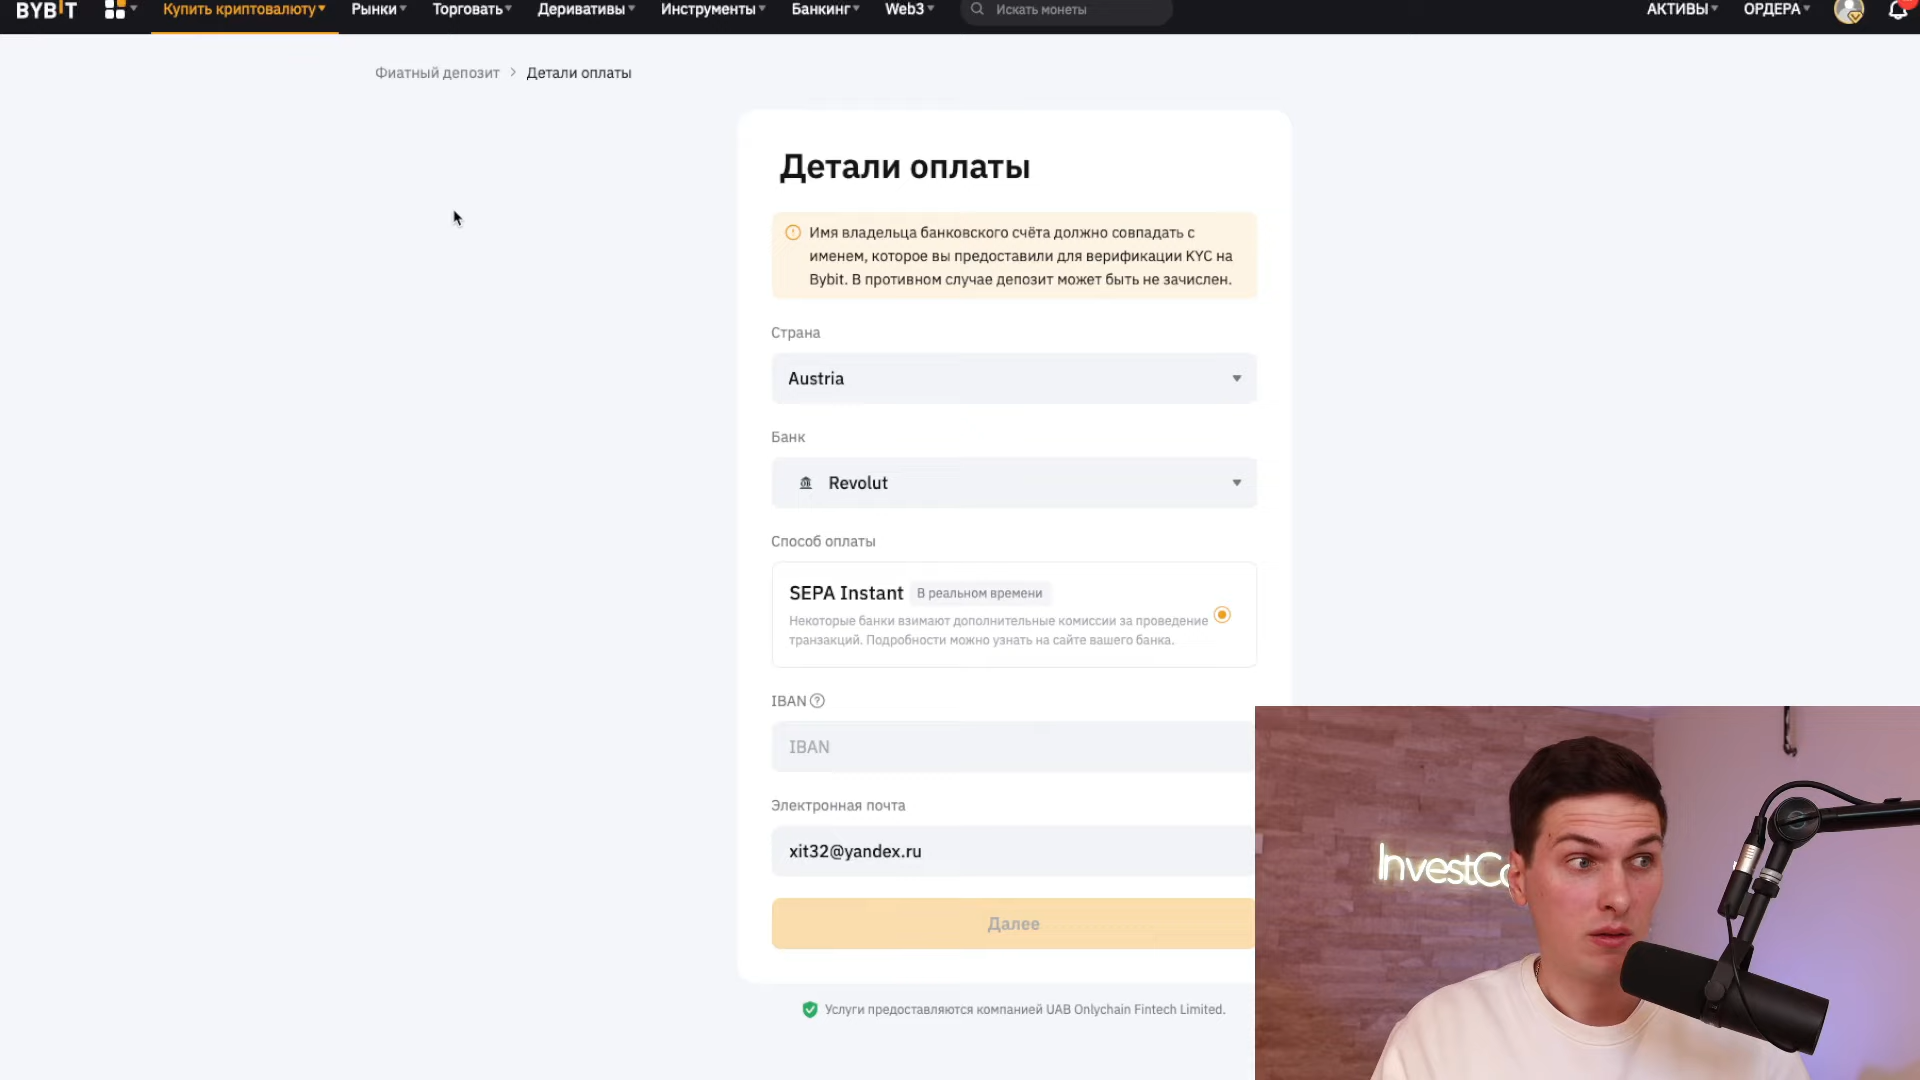 BYBIT
Купить криптовалюту
Рынки
Торговать
Деривативы
Инструменты
Банкинг
Web3
Искать монеты
АКТИВЫ
ОРДЕРА
Фиатный депозит > Детали оплаты
Детали оплаты
Имя владельца банковского счёта должно совпадать с
именем, которое вы предоставили для верификации KYC на
Bybit. В противном случае депозит может быть не зачислен.
Страна
Austria
Банк
Revolut
Способ оплаты
SEPA Instant В реальном времени
Некоторые банки взимают дополнительные комиссии за проведение
транзакций. Подробности можно узнать на сайте вашего банка.
IBAN
IBAN
Электронная почта
xit32@yandex.ru
Далее
Услуги предоставляются компанией UAB Onlychain Fintech Limited.
InvestCo